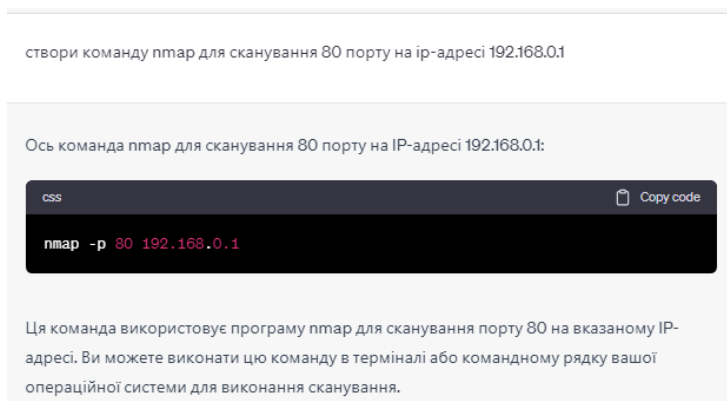 створи команду nmap для сканування 80 порту на ip-адресі 192.168.0.1
Ось команда nmap для сканування 80 порту на IP-адресі 192.168.0.1:
css Copy code
nmap -p 80 192.168.0.1
Ця команда використовує програму nmap для сканування порту 80 на вказаному IP-
адресі. Ви можете виконати цю команду в терміналі або командному рядку вашої
операційної системи для виконання сканування.